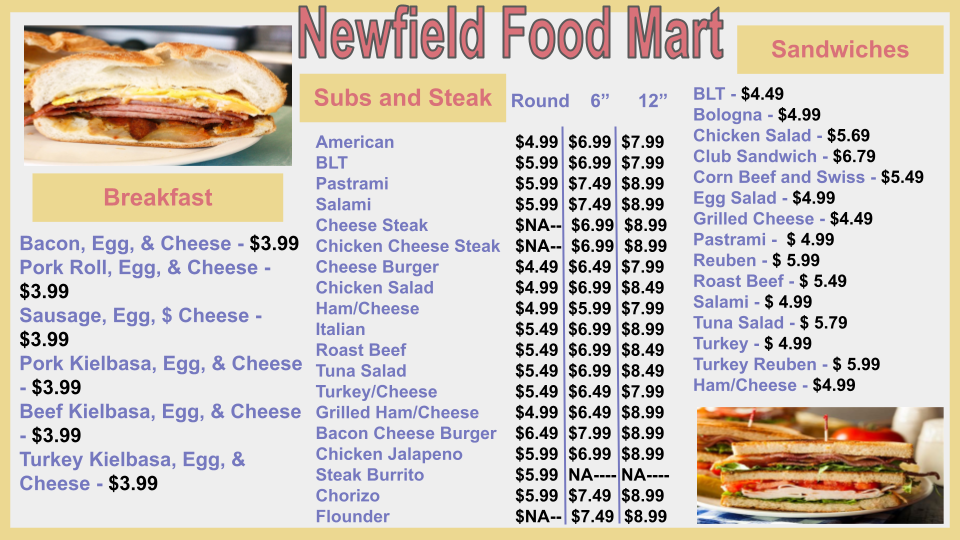 Newfield Food Mart
Breakfast
Bacon, Egg, & Cheese - $3.99
Pork Roll, Egg, & Cheese -
$3.99
Sausage, Egg, $ Cheese -
$3.99
Pork Kielbasa, Egg, & Cheese
- $3.99
Beef Kielbasa, Egg, & Cheese
- $3.99
Turkey Kielbasa, Egg, &
Cheese - $3.99
Subs and Steak Round 6” 12”
American $4.99 $6.99 $7.99
BLT $5.99 $6.99 $7.99
Pastrami $5.99 $7.49 $8.99
Salami $5.99 $7.49 $8.99
Cheese Steak $NA-- $6.99 $8.99
Chicken Cheese Steak $NA-- $6.99 $8.99
Cheese Burger $4.49 $6.49 $7.99
Chicken Salad $4.99 $6.99 $8.49
Ham/Cheese $4.99 $5.99 $7.99
Italian $5.49 $6.99 $8.99
Roast Beef $5.49 $6.99 $8.49
Tuna Salad $5.49 $6.99 $8.49
Turkey/Cheese $5.49 $6.49 $7.99
Grilled Ham/Cheese $4.99 $6.49 $8.99
Bacon Cheese Burger $6.49 $7.99 $8.99
Chicken Jalapeno $5.99 $6.99 $8.99
Steak Burrito $5.99 NA---- NA----
Chorizo $5.99 $7.49 $8.99
Flounder $NA-- $7.49 $8.99
Sandwiches
BLT - $4.49
Bologna - $4.99
Chicken Salad - $5.69
Club Sandwich - $6.79
Corn Beef and Swiss - $5.49
Egg Salad - $4.99
Grilled Cheese - $4.49
Pastrami - $ 4.99
Reuben - $ 5.99
Roast Beef - $ 5.49
Salami - $ 4.99
Tuna Salad - $ 5.79
Turkey - $ 4.99
Turkey Reuben - $ 5.99
Ham/Cheese - $4.99